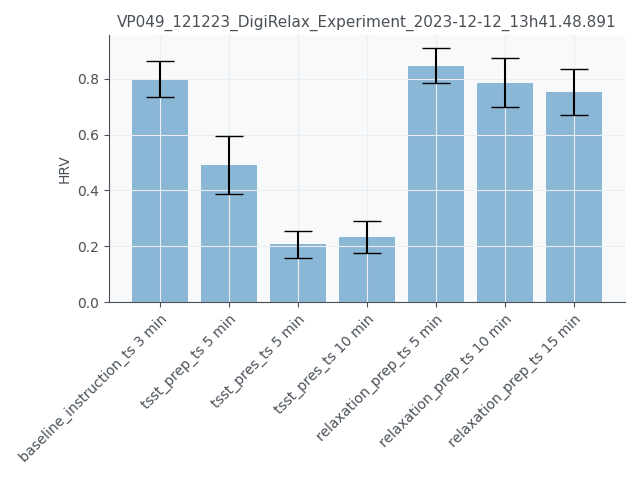 VP049_121223_DigiRelax_Experiment_2023-12-12_13h41.48.891
HRV
0.8
0.6
0.4
0.2
0.0
baseline_instruction_ts 3 min
tsst_prep_ts 5 min
tsst_pres_ts 5 min
tsst_pres_ts 10 min
relaxation_prep_ts 5 min
relaxation_prep_ts 10 min
relaxation_prep_ts 15 min